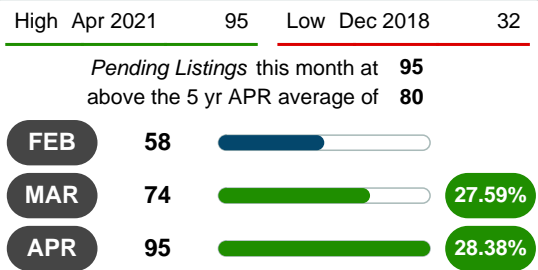 High Apr 2021 95 Low Dec 2018 32
Pending Listings this month at 95
above the 5 yr APR average of 80
FEB 58
MAR 74 27.59%
APR 95 28.38%